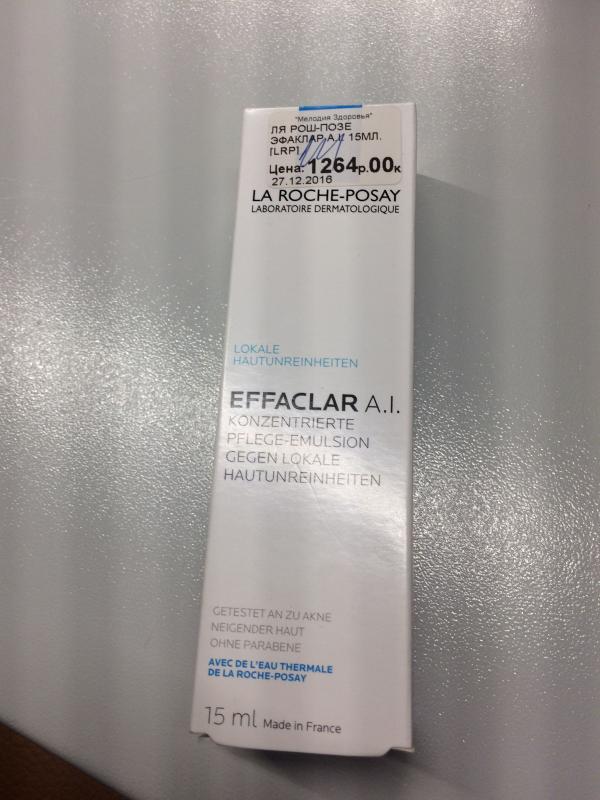 "Мелодия Здоровья"
ЛЯ РОШ-ПОЗЕ
ЭФАКЛАР А.И. 15МЛ.
[LRP]
Цена: 1264р.00к
27.12.2016
LA ROCHE-POSAY
LABORATOIRE DERMATOLOGIQUE
LOKALE
HAUTUNREINHEITEN
EFFACLAR A.I.
KONZENTRIERTE
PFLEGE-EMULSION
GEGEN LOKALE
HAUTUNREINHEITEN
GETESTET AN ZU AKNE
NEIGENDER HAUT
OHNE PARABENE
AVEC DE L'EAU THERMALE
DE LA ROCHE-POSAY
15 ml Made in France